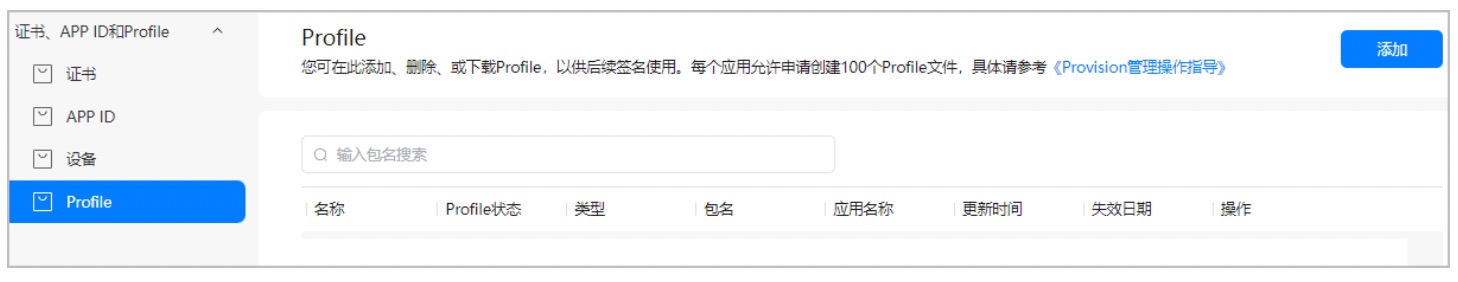 证书、APP ID和Profile
证书
APP ID
设备
Profile
Profile
添加
您可在此添加、删除、或下载Profile，以供后续签名使用。每个应用允许申请创建100个Profile文件，具体请参考《Provision管理操作指导》
输入包名搜索
名称 Profile状态 类型 包名 应用名称 更新时间 失效日期 操作